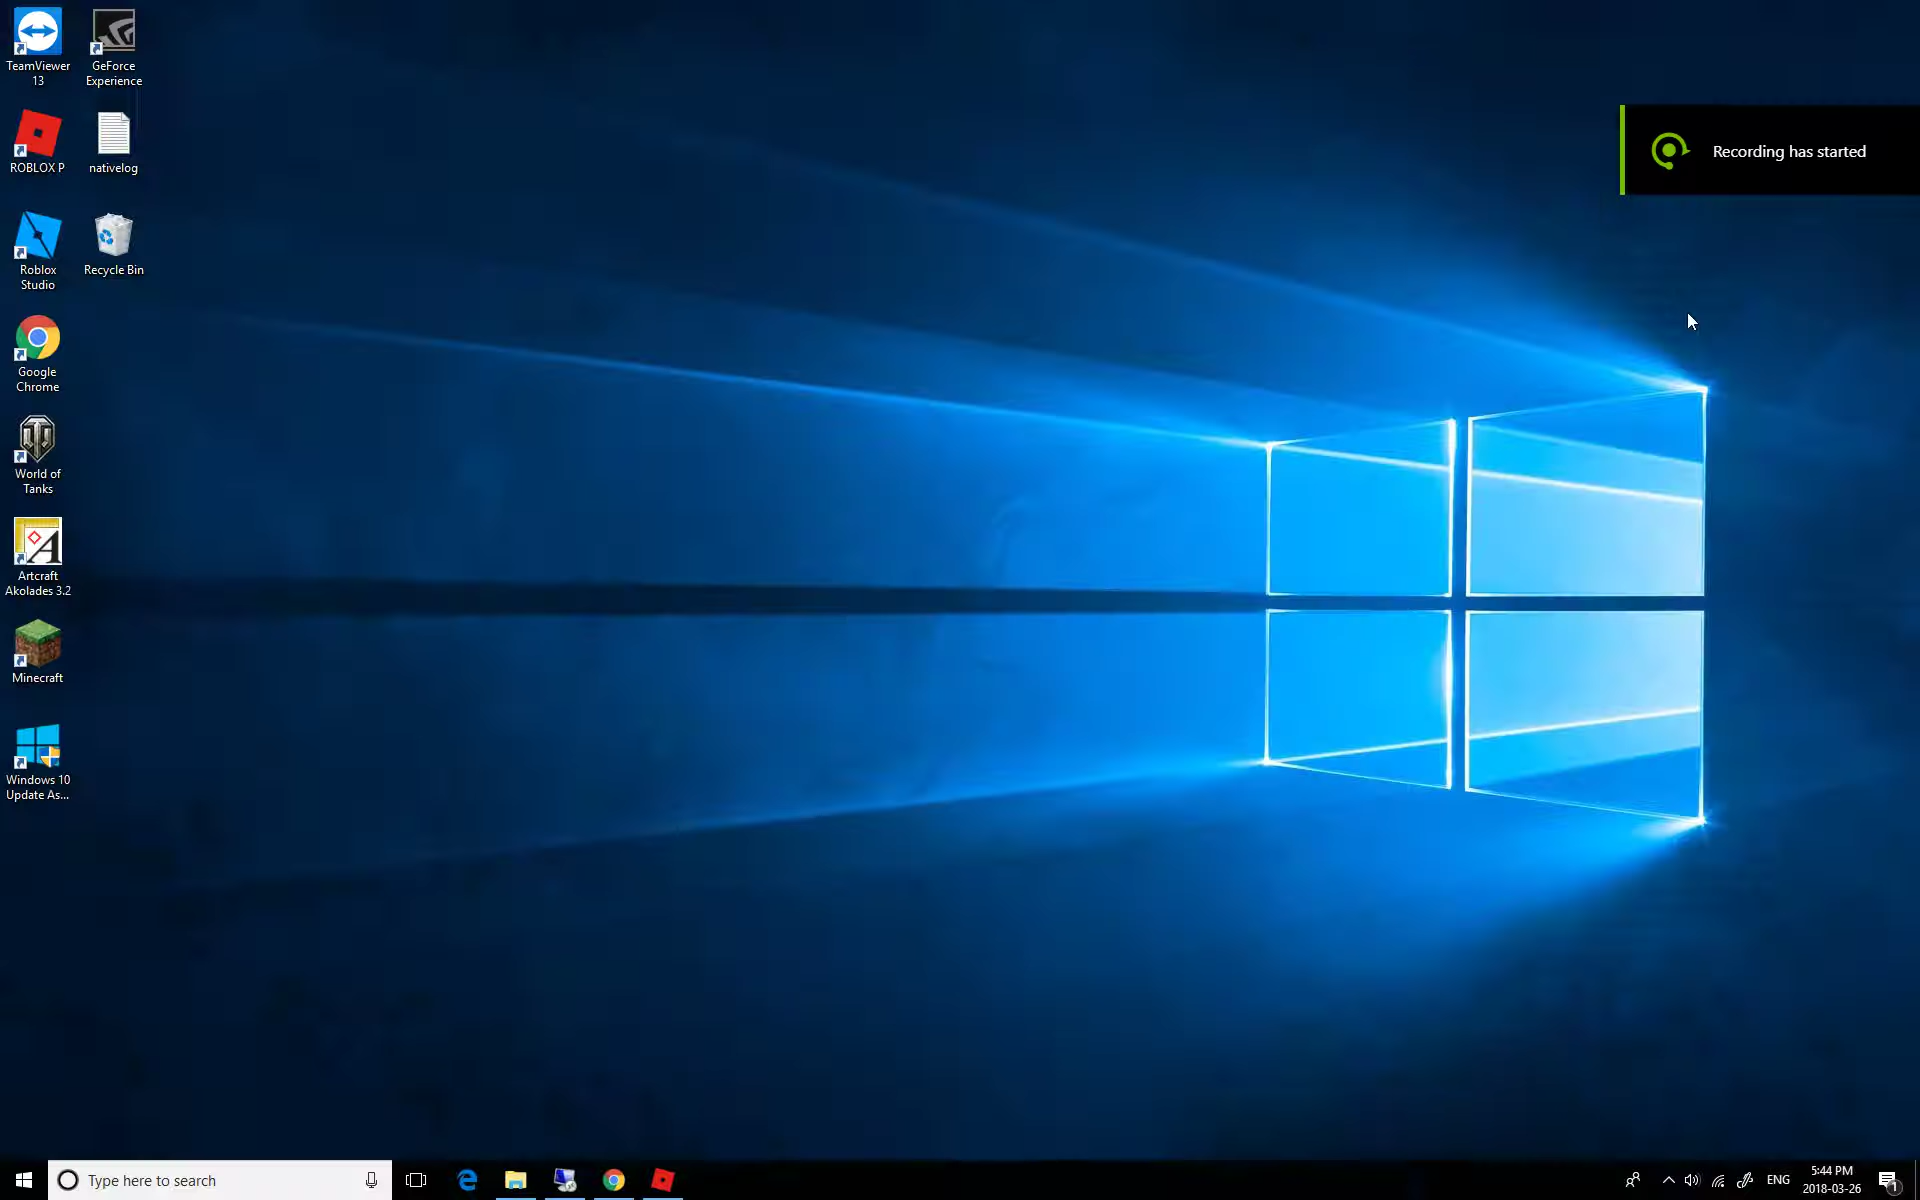 TeamViewer
13
GeForce
Experience
ROBLOX P
nativelog
Roblox
Studio
Recycle Bin
Google
Chrome
World of
Tanks
Artcraft
Akolades 3.2
Minecraft
Windows 10
Update As...
Recording has started
Type here to search
ENG
5:44 PM
2018-03-26
1